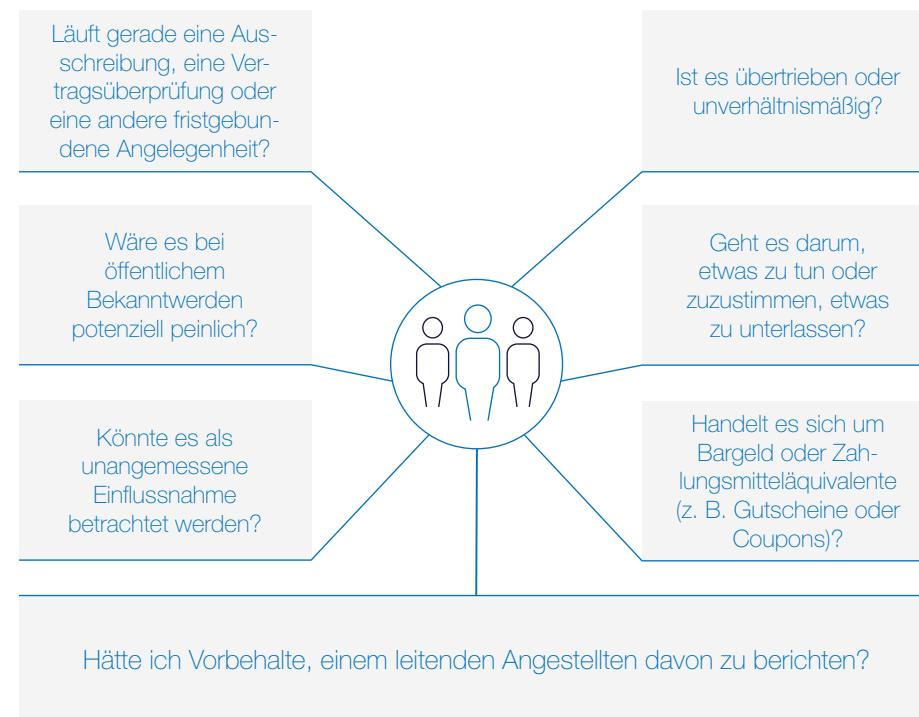 Läuft gerade eine Aus-
schreibung, eine Ver-
tragsüberprüfung oder
eine andere fristgebun-
dene Angelegenheit?
Ist es übertrieben oder
unverhältnismäßig?
Wäre es bei
öffentlichem
Bekanntwerden
potenziell peinlich?
Geht es darum,
etwas zu tun oder
zuzustimmen, etwas
zu unterlassen?
Könnte es als
unangemessene
Einflussnahme
betrachtet werden?
Handelt es sich um
Bargeld oder Zah-
lungsmitteläquivalente
(z. B. Gutscheine oder
Coupons)?
Hätte ich Vorbehalte, einem leitenden Angestellten davon zu berichten?